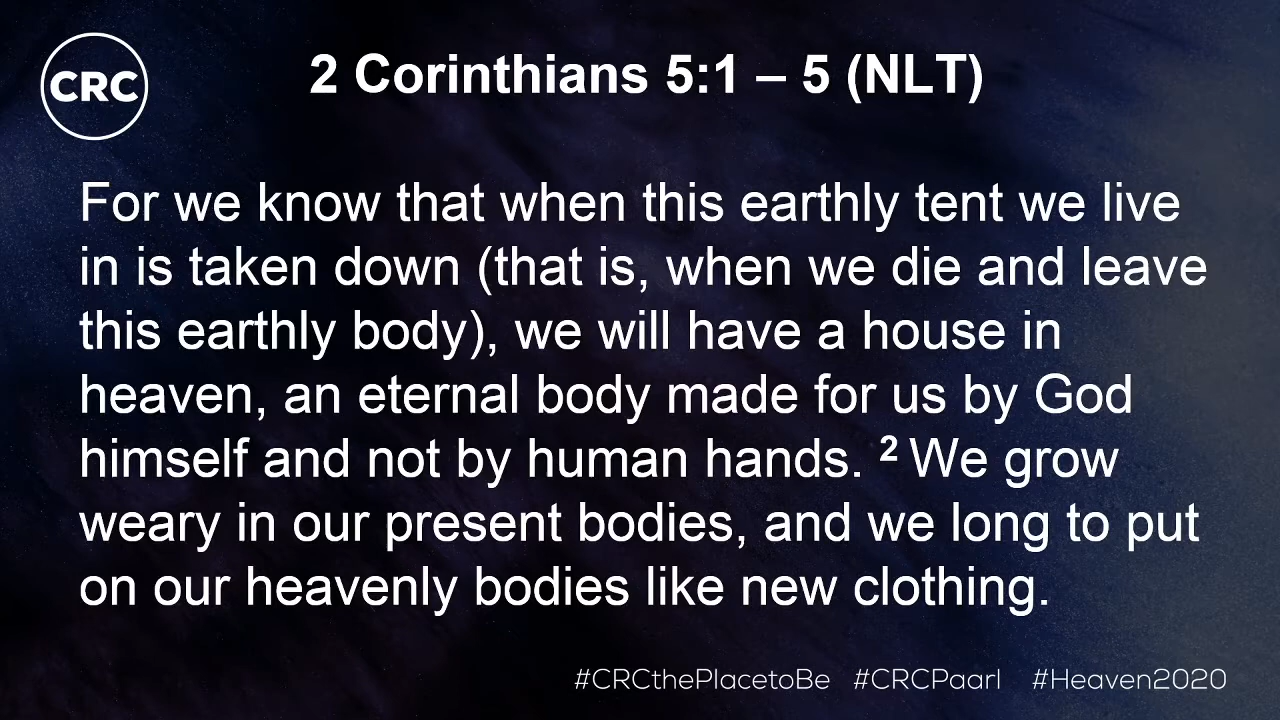 CRC
2 Corinthians 5:1 – 5 (NLT)
For we know that when this earthly tent we live
in is taken down (that is, when we die and leave
this earthly body), we will have a house in
heaven, an eternal body made for us by God
himself and not by human hands. ² We grow
weary in our present bodies, and we long to put
on our heavenly bodies like new clothing.
#CRCthePlacetoBe #CRCPaarl #Heaven2020